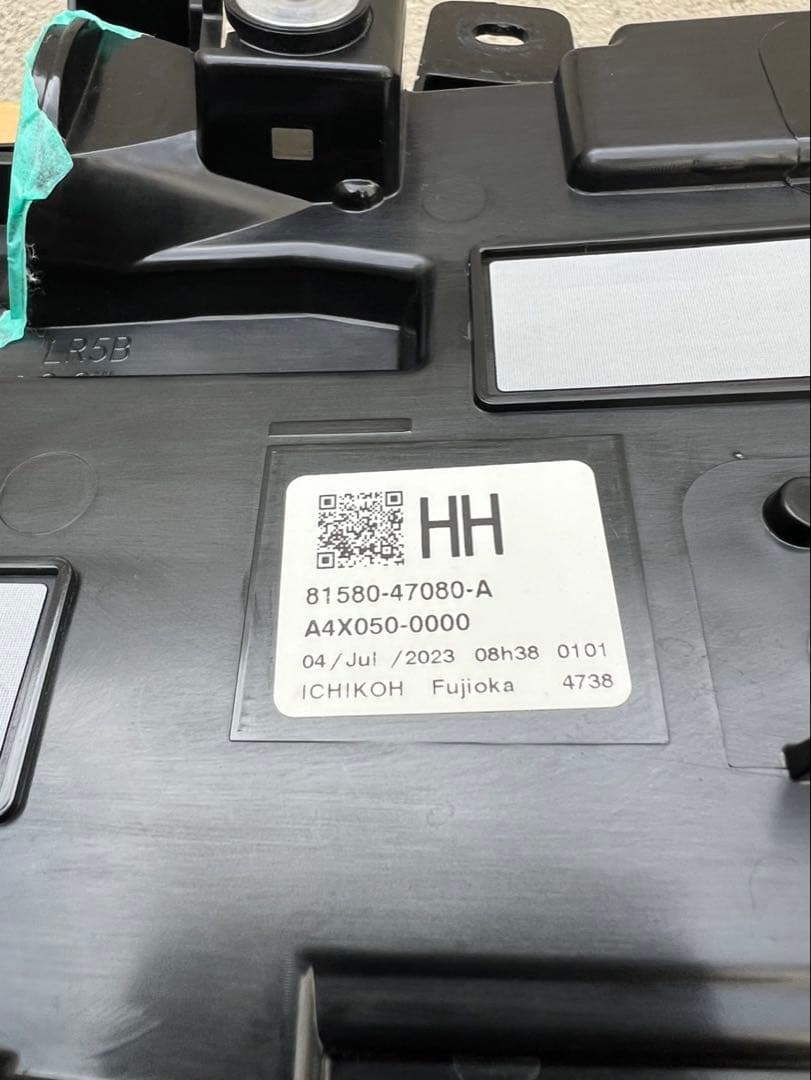 LR5B
HH
81580-47080-A
A4X050-0000
04/Jul /2023 08h38 0101
ICHIKOH Fujioka 4738